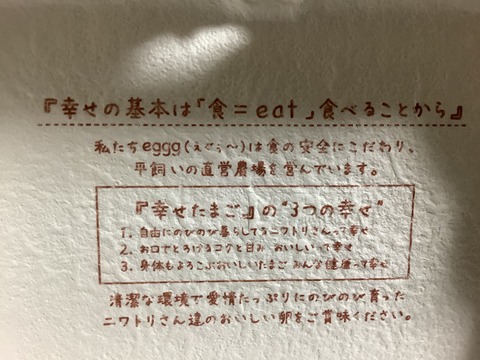 『幸せの基本は「食＝eat」食べることから』
私たちeggg(えぐぅ〜)は食の安全にこだわり、
平飼いの直営農場を営んでいます。
『幸せたまご』の"3つの幸せ"
1. 自由にのびのび暮らしてるニワトリさんって幸せ
2. お口でとろけるコクと甘み おいしいって幸せ
3. 身体もよろこぶおいしいたまご みんな健康って幸せ
清潔な環境で愛情たっぷりにのびのび育った
ニワトリさん達のおいしい卵をご賞味ください。